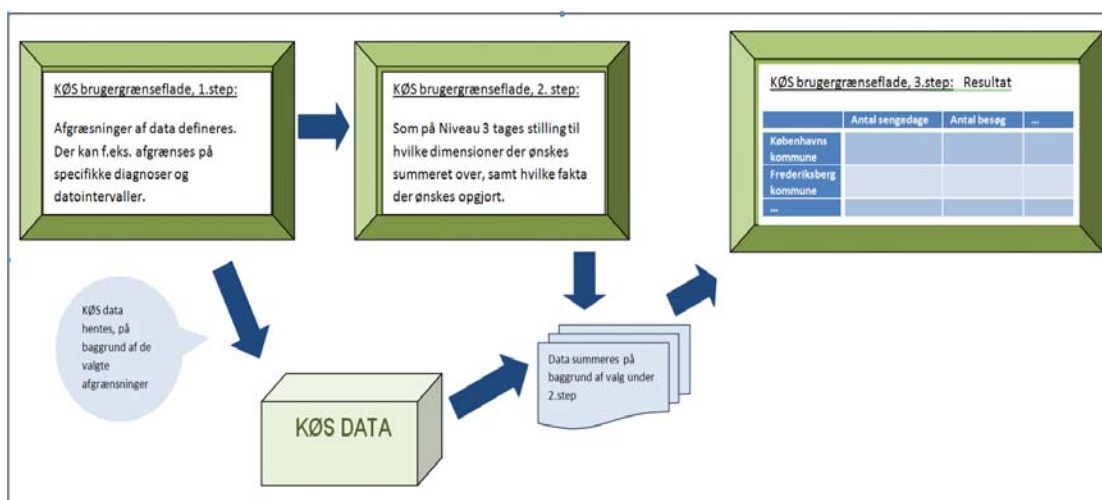 KØS brugergrænseflade, 1.step:
Afgræsninger af data defineres.
Der kan f.eks. afgrænses på
specifikke diagnoser og
datointervaller.
KØS brugergrænseflade, 2. step:
Som på Niveau 3 tages stilling til
hvilke dimensioner der ønskes
summeret over, samt hvilke fakta
der ønskes opgjort.
KØS brugergrænseflade, 3.step: Resultat
Antal sengedage Antal besøg ...
Københavns
kommune
Frederiksberg
kommune
...
KØS data
hentes, på
baggrund af de
valgte
afgrænsninger
KØS DATA
Data summeres på
baggrund af valg under
2.step